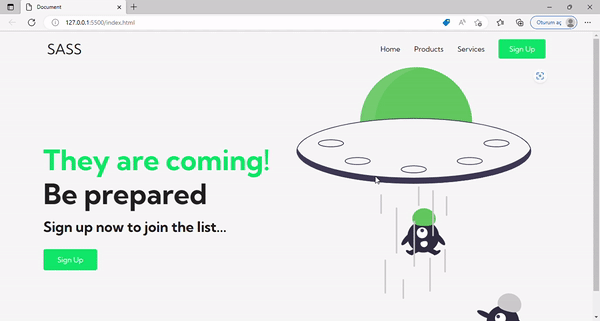 Document
127.0.0.1:5500/index.html
Oturum aç
SASS
Home
Products
Services
Sign Up
They are coming!
Be prepared
Sign up now to join the list...
Sign Up